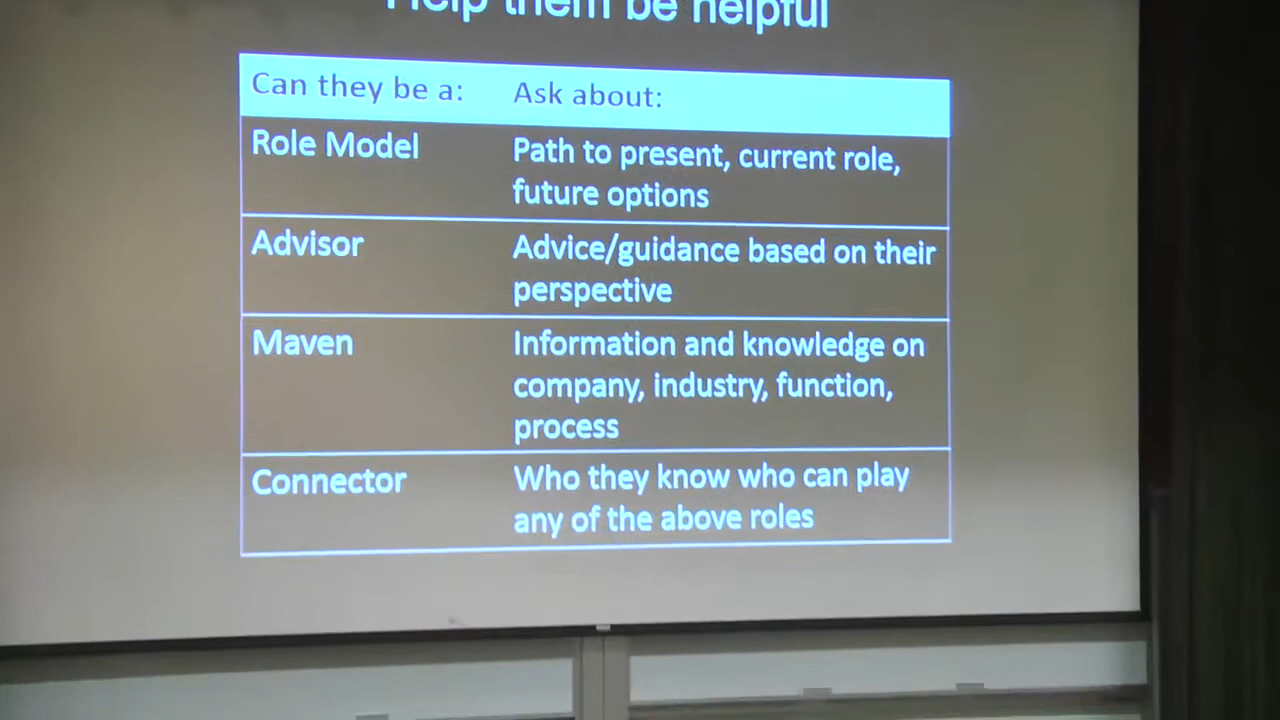 Help them be helpful
Can they be a: Ask about:
Role Model Path to present, current role,
future options
Advisor Advice/guidance based on their
perspective
Maven Information and knowledge on
company, industry, function,
process
Connector Who they know who can play
any of the above roles